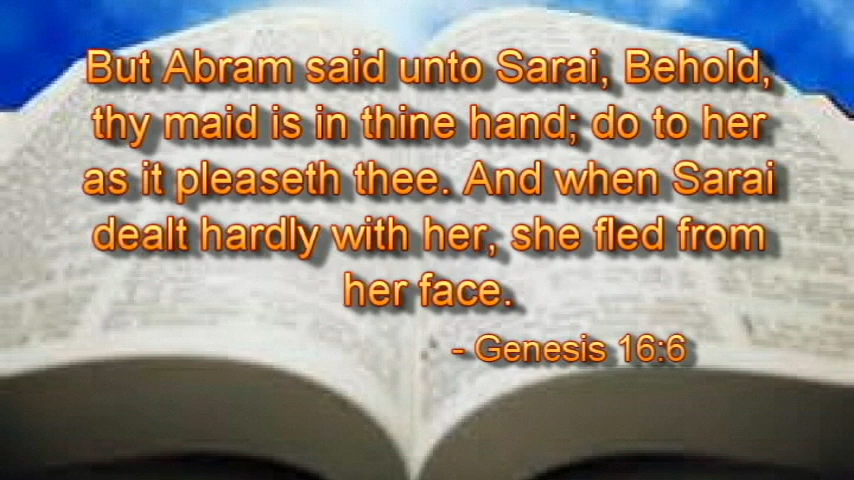 But Abram said unto Sarai, Behold,
thy maid is in thine hand; do to her
as it pleaseth thee. And when Sarai
dealt hardly with her, she fled from
her face.
- Genesis 16:6